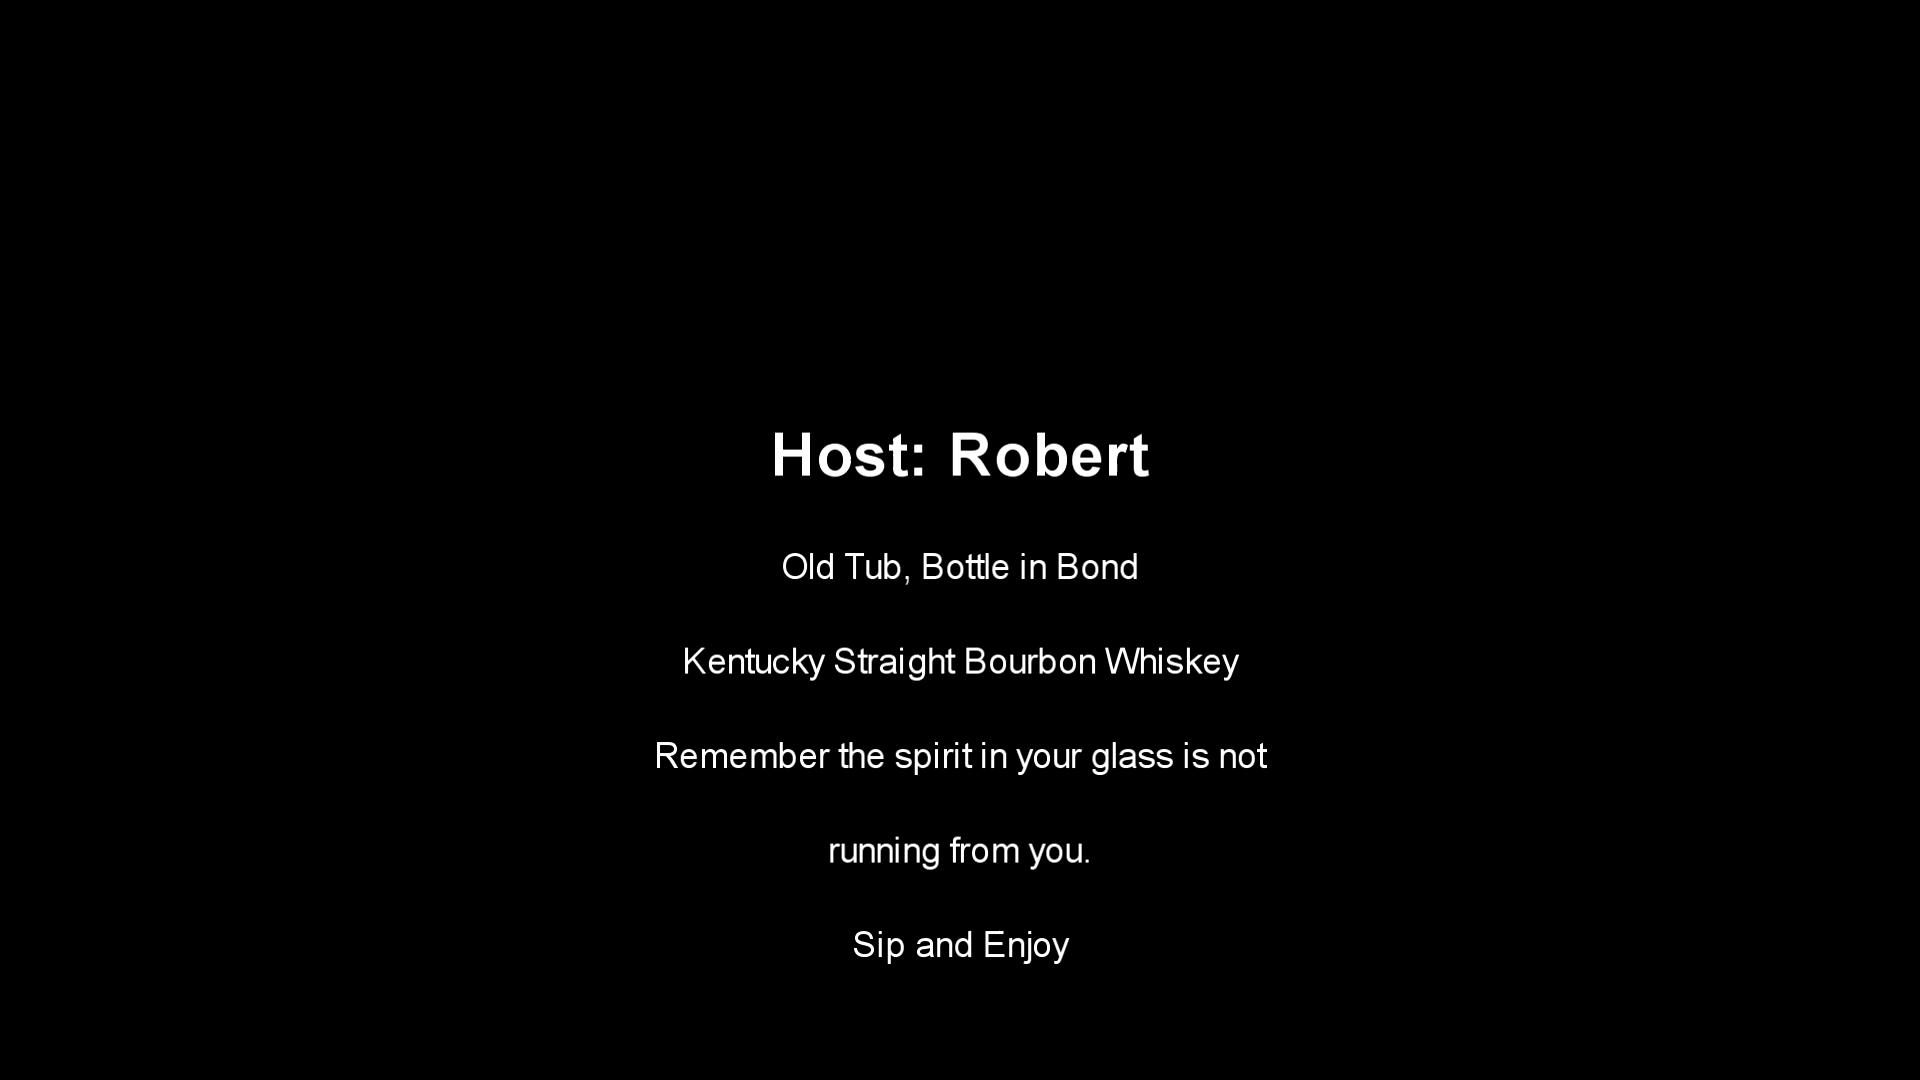 Host: Robert
Old Tub, Bottle in Bond
Kentucky Straight Bourbon Whiskey
Remember the spirit in your glass is not
running from you.
Sip and Enjoy